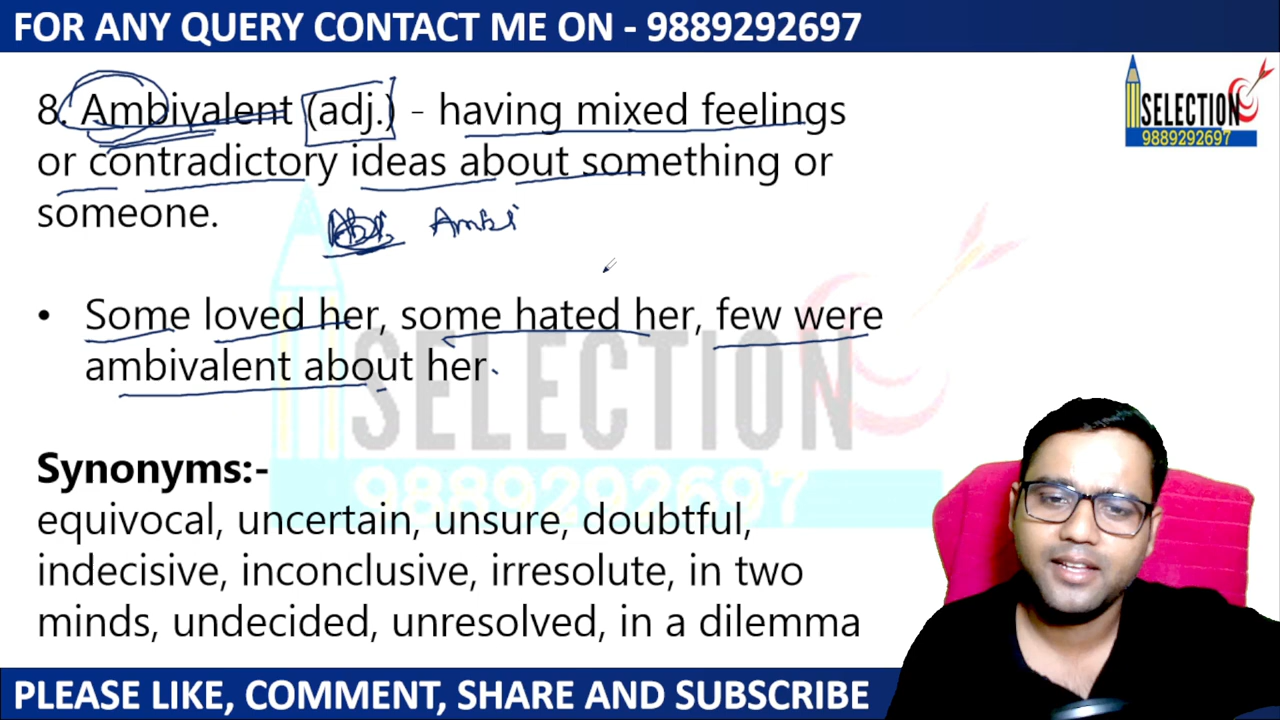 FOR ANY QUERY CONTACT ME ON - 9889292697
SELECTION
9889292697
8. Ambivalent (adj.) - having mixed feelings
or contradictory ideas about something or
someone.
Ambi
• Some loved her, some hated her, few were
ambivalent about her
SELECTION
9889292697
Synonyms:-
equivocal, uncertain, unsure, doubtful,
indecisive, inconclusive, irresolute, in two
minds, undecided, unresolved, in a dilemma
PLEASE LIKE, COMMENT, SHARE AND SUBSCRIBE